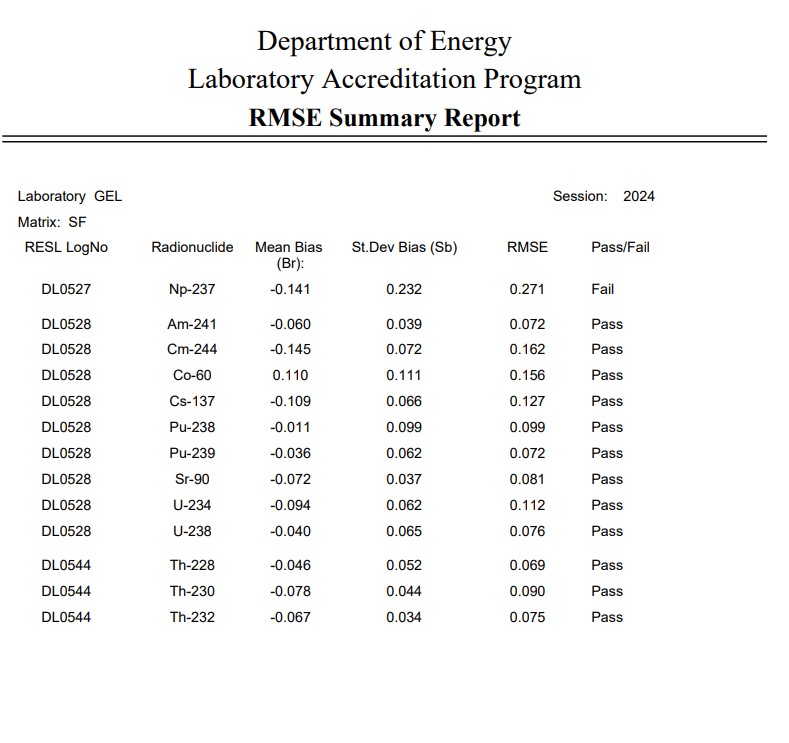 Department of Energy
Laboratory Accreditation Program
RMSE Summary Report
Laboratory GEL Session: 2024
Matrix: SF
RESL LogNo Radionuclide Mean Bias (Br): St.Dev Bias (Sb) RMSE Pass/Fail
DL0527 Np-237 -0.141 0.232 0.271 Fail
DL0528 Am-241 -0.060 0.039 0.072 Pass
DL0528 Cm-244 -0.145 0.072 0.162 Pass
DL0528 Co-60 0.110 0.111 0.156 Pass
DL0528 Cs-137 -0.109 0.066 0.127 Pass
DL0528 Pu-238 -0.011 0.099 0.099 Pass
DL0528 Pu-239 -0.036 0.062 0.072 Pass
DL0528 Sr-90 -0.072 0.037 0.081 Pass
DL0528 U-234 -0.094 0.062 0.112 Pass
DL0528 U-238 -0.040 0.065 0.076 Pass
DL0544 Th-228 -0.046 0.052 0.069 Pass
DL0544 Th-230 -0.078 0.044 0.090 Pass
DL0544 Th-232 -0.067 0.034 0.075 Pass